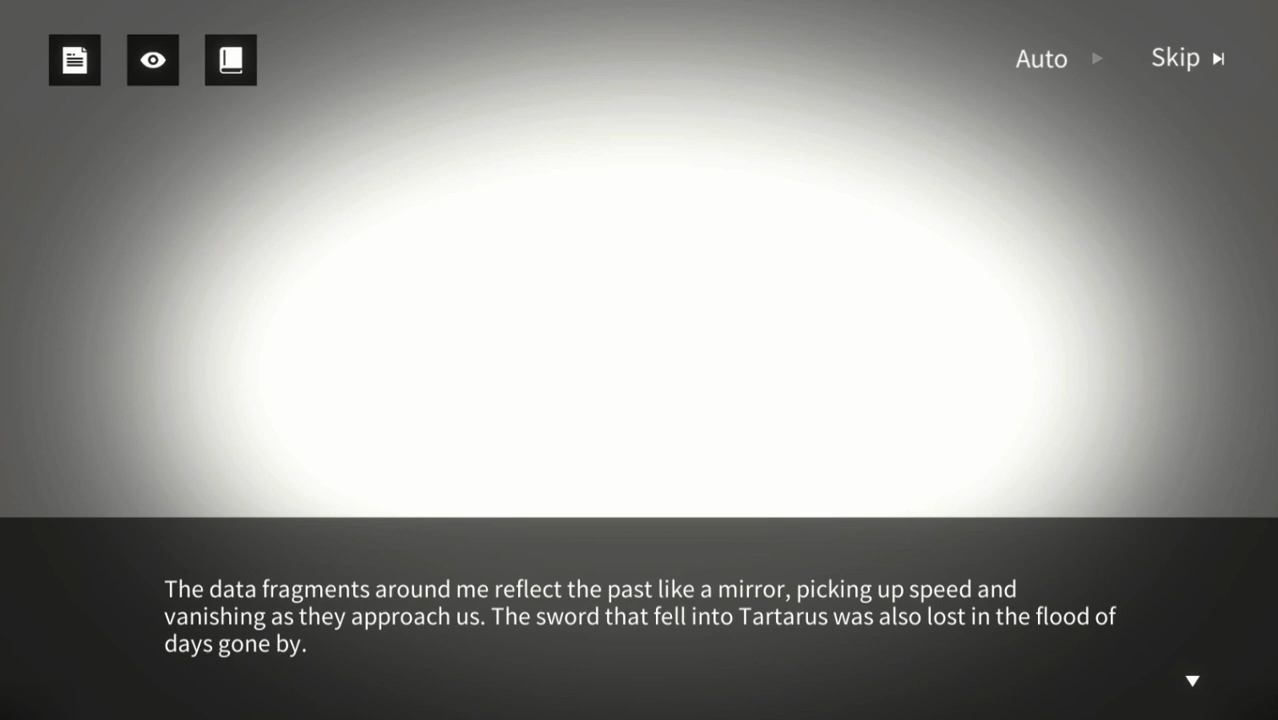 Auto
Skip
The data fragments around me reflect the past like a mirror, picking up speed and
vanishing as they approach us. The sword that fell into Tartarus was also lost in the flood of
days gone by.